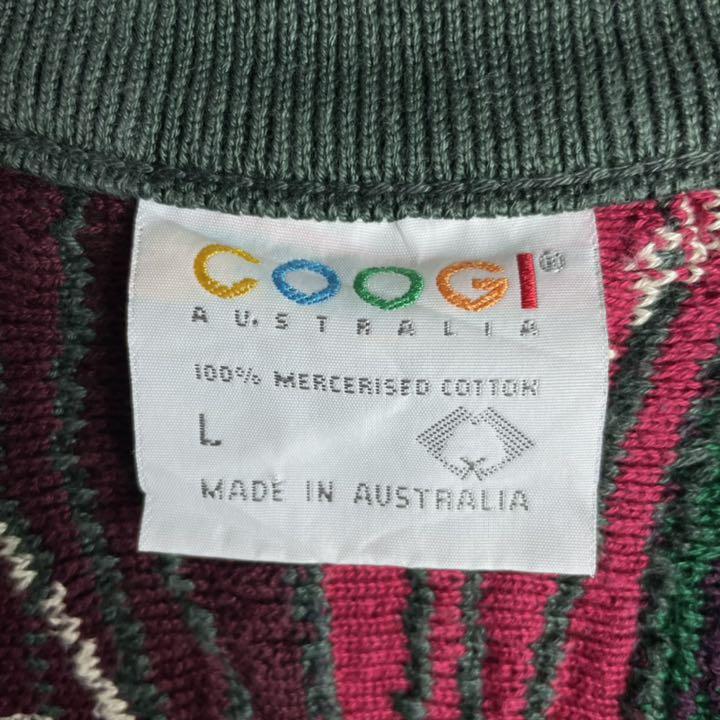 COOGI®
AUSTRALIA
100% MERCERISED COTTON
L
MADE IN AUSTRALIA